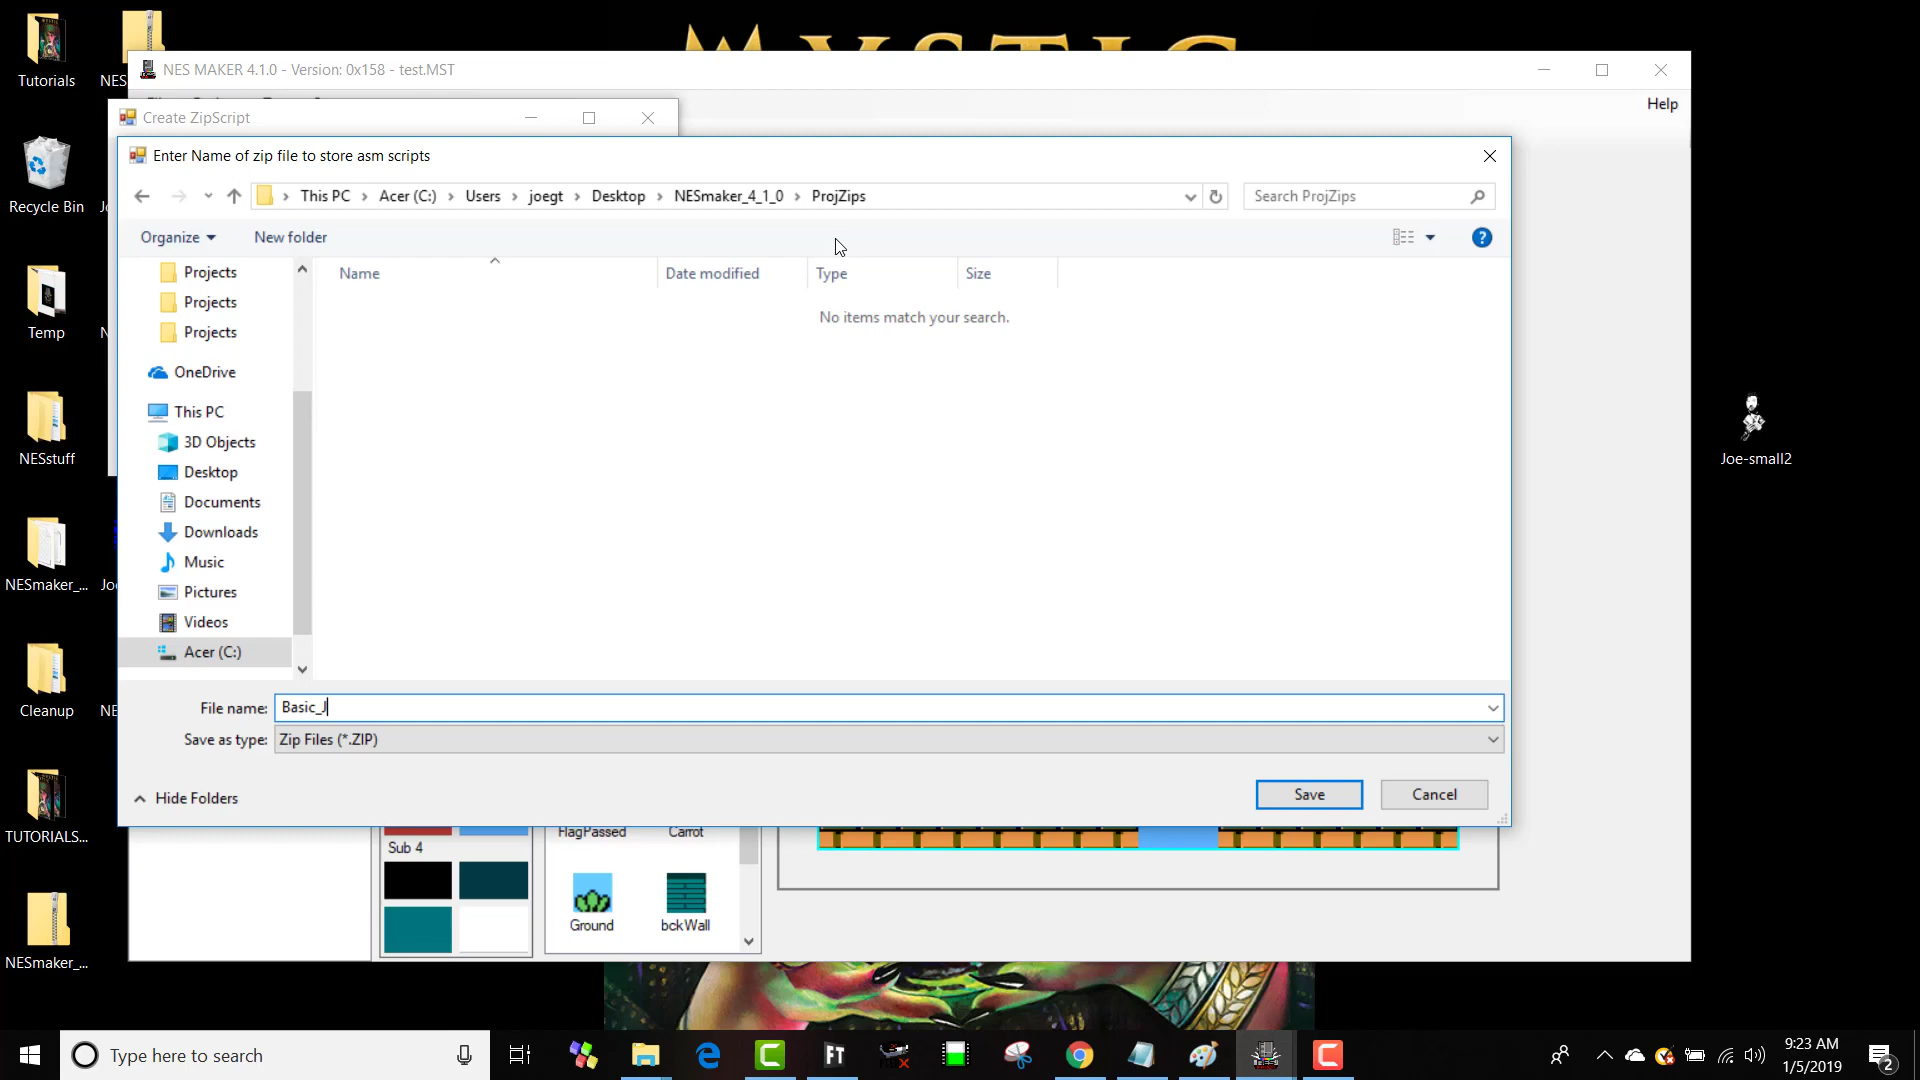 MYSTIC
Tutorials
NES
NES MAKER 4.1.0 - Version: 0x158 - test.MST
Help
Create ZipScript
Enter Name of zip file to store asm scripts
This PC > Acer (C:) > Users > joegt > Desktop > NESmaker_4_1_0 > ProjZips
Search ProjZips
Organize
New folder
Recycle Bin
Projects
Name
Date modified
Type
Size
Projects
No items match your search.
Projects
Temp
OneDrive
This PC
3D Objects
NESstuff
Joe-small2
Desktop
Documents
Downloads
Music
NESmaker_...
Pictures
Videos
Acer (C:)
Cleanup
NE
File name:
Basic_J
Save as type:
Zip Files (*.ZIP)
Hide Folders
Save
Cancel
TUTORIALS...
FlagPassed
Carrot
Sub 4
Ground
bckWall
NESmaker_...
Type here to search
FT
9:23 AM
1/5/2019
2